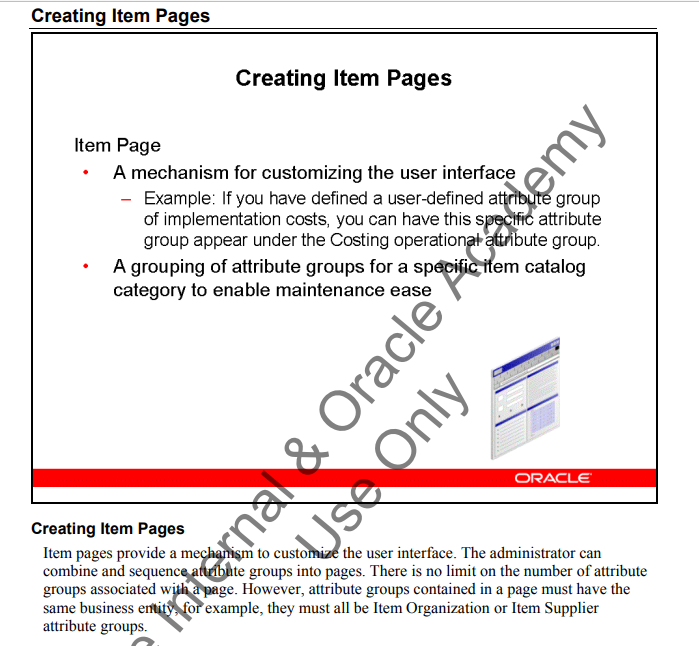 Creating Item Pages
Creating Item Pages
Item Page
• A mechanism for customizing the user interface
– Example: If you have defined a user-defined attribute group
of implementation costs, you can have this specific attribute
group appear under the Costing operational attribute group.
• A grouping of attribute groups for a specific item catalog
category to enable maintenance ease
ORACLE
Creating Item Pages
Item pages provide a mechanism to customize the user interface. The administrator can
combine and sequence attribute groups into pages. There is no limit on the number of attribute
groups associated with a page. However, attribute groups contained in a page must have the
same business entity, for example, they must all be Item Organization or Item Supplier
attribute groups.
Internal & Oracle Academy
Use Only